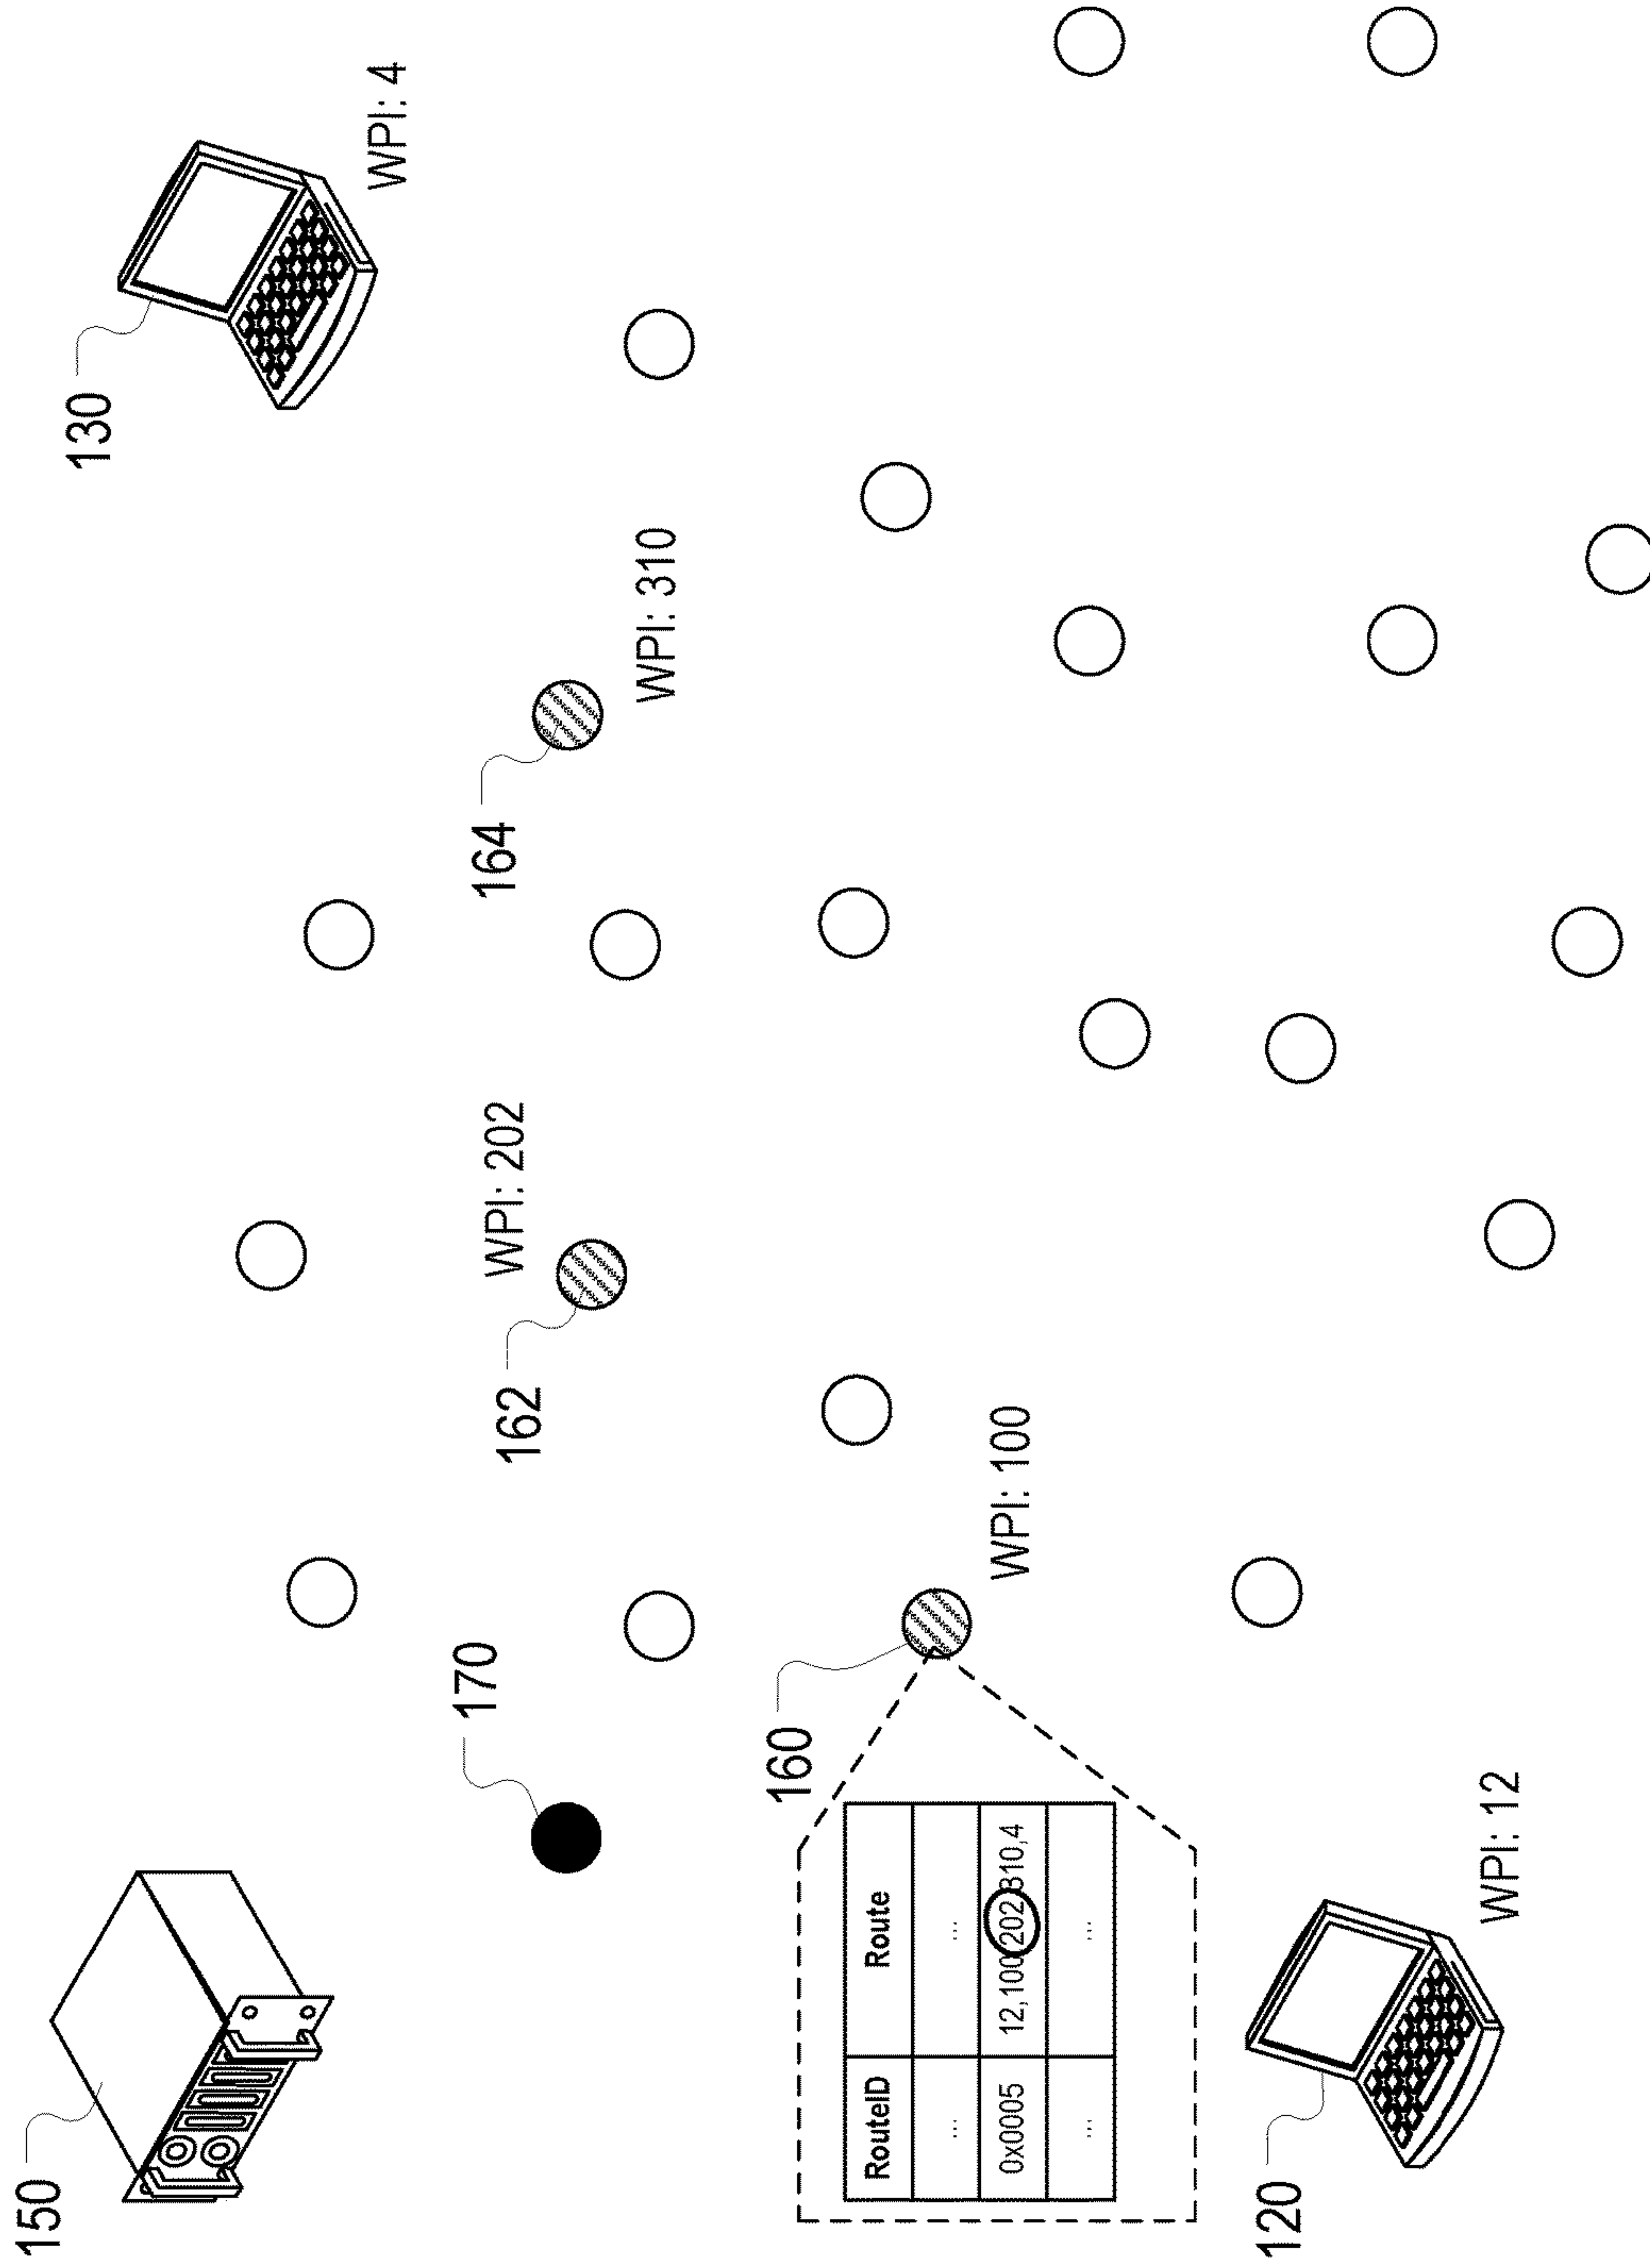 150
170
162
WPI: 202
164
WPI: 310
130
WPI: 4
160
WPI: 100
RouteID Route
... ...
0x0005 12,100,202,310,4
... ...
120
WPI: 12